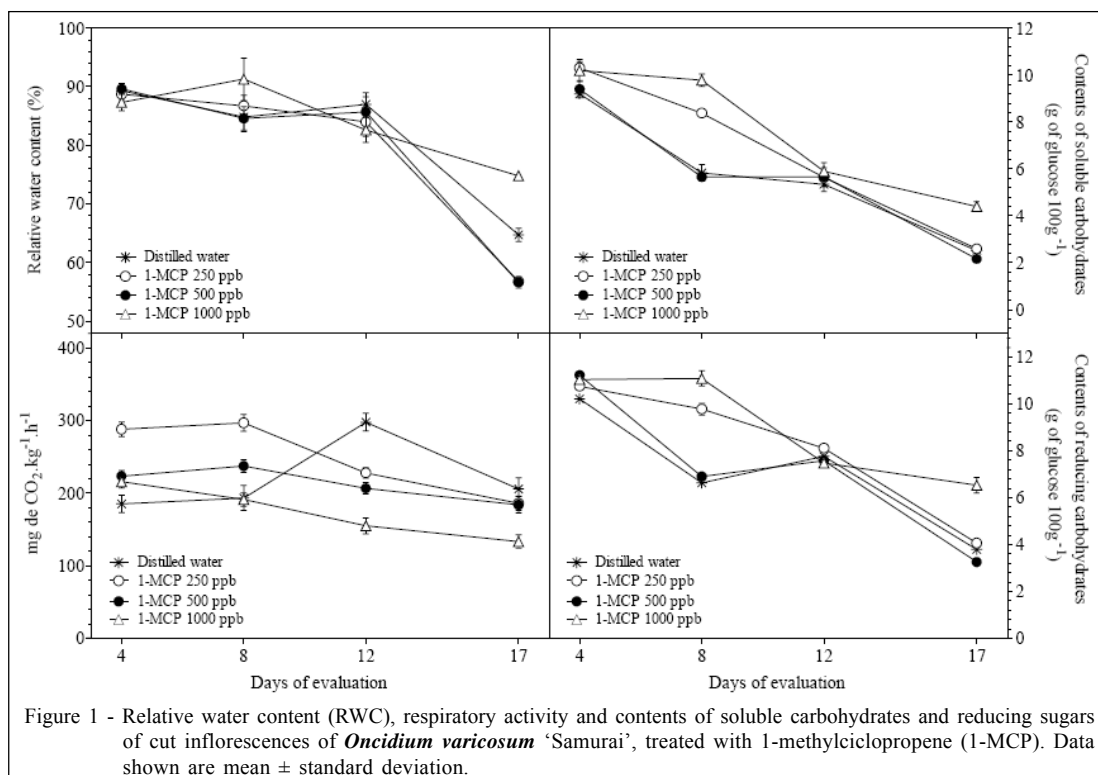 100
90
80
70
60
50
Relative water content (%)
Distilled water
1-MCP 250 ppb
1-MCP 500 ppb
1-MCP 1000 ppb
12
10
8
6
4
2
0
Contents of soluble carbohydrates
(g of glucose 100g⁻¹)
Distilled water
1-MCP 250 ppb
1-MCP 500 ppb
1-MCP 1000 ppb
400
300
200
100
0
mg de CO₂.kg⁻¹.h⁻¹
Distilled water
1-MCP 250 ppb
1-MCP 500 ppb
1-MCP 1000 ppb
4 8 12 17
Days of evaluation
12
10
8
6
4
2
0
Contents of reducing carbohydrates
(g of glucose 100g⁻¹)
Distilled water
1-MCP 250 ppb
1-MCP 500 ppb
1-MCP 1000 ppb
4 8 12 17
Days of evaluation
Figure 1 - Relative water content (RWC), respiratory activity and contents of soluble carbohydrates and reducing sugars
of cut inflorescences of Oncidium varicosum ‘Samurai’, treated with 1-methylciclopropene (1-MCP). Data
shown are mean ± standard deviation.